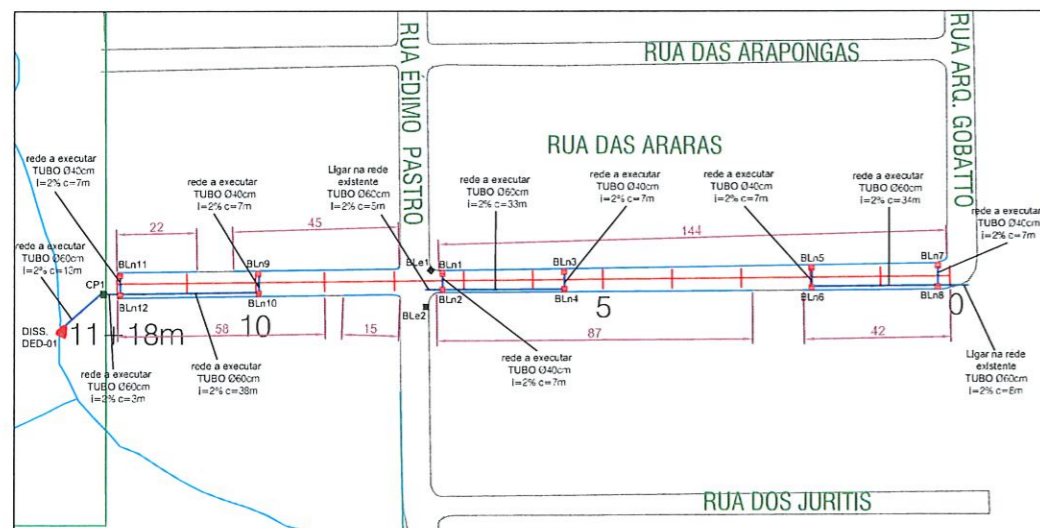 RUA DAS ARAPONGAS
RUA ÉDIMO PASTRO
RUA ARQ. GOBATTO
RUA DAS ARARAS
rede a executar
TUBO Ø40cm
i=2% c=7m
rede a executar
TUBO Ø40cm
i=2% c=7m
Ligar na rede
existente
TUBO Ø60cm
i=2% c=5m
rede a executar
TUBO Ø60cm
i=2% c=33m
rede a executar
TUBO Ø40cm
i=2% c=7m
rede a executar
TUBO Ø40cm
i=2% c=7m
rede a executar
TUBO Ø60cm
i=2% c=34m
rede a executar
TUBO Ø40cm
i=2% c=7m
rede a executar
TUBO Ø60cm
i=2% c=13m
22
45
144
BLn11
BLn9
BLe1
BLn1
BLn3
BLn5
BLn7
CP1
BLn12
BLn10
BLn2
BLn4
BLn6
BLn8
BLe2
DISS.
DED-01
11+18m
10
5
0
58
15
87
42
rede a executar
TUBO Ø60cm
i=2% c=3m
rede a executar
TUBO Ø60cm
i=2% c=38m
rede a executar
TUBO Ø40cm
i=2% c=7m
Ligar na rede
existente
TUBO Ø60cm
i=2% c=8m
RUA DOS JURITIS